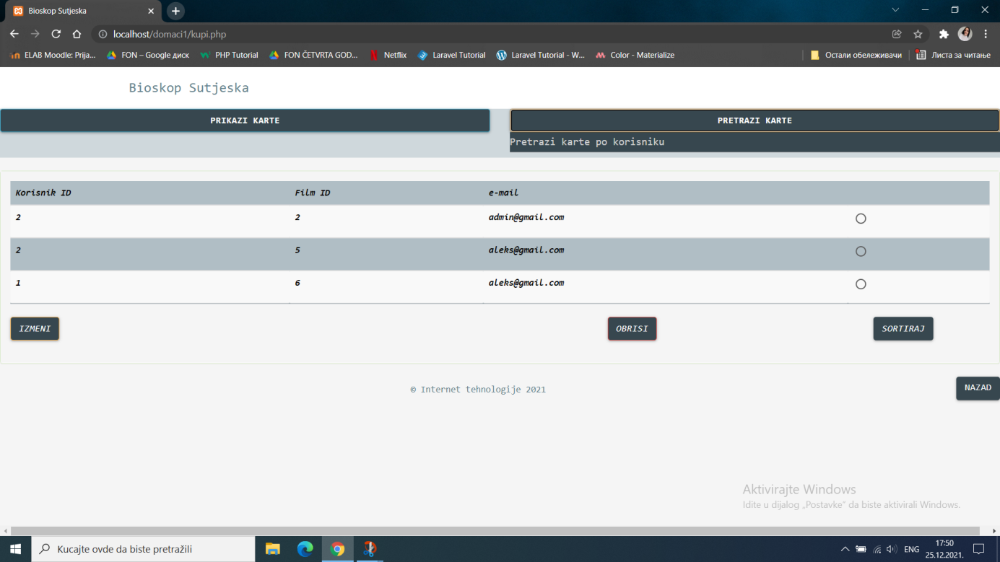 Bioskop Sutjeska
localhost/domaci1/kupi.php
ELAB Moodle: Prija... FON – Google диск PHP Tutorial FON ČETVRTA GOD... Netflix Laravel Tutorial Laravel Tutorial - W... Color - Materialize Остали обележивачи Листа за читање
Bioskop Sutjeska
PRIKAZI KARTE PRETRAZI KARTE
Pretrazi karte po korisniku
Korisnik ID Film ID e-mail
2 2 admin@gmail.com
2 5 aleks@gmail.com
1 6 aleks@gmail.com
IZMENI OBRISI SORTIRAJ
© Internet tehnologije 2021 NAZAD
Aktivirajte Windows
Idite u dijalog „Postavke“ da biste aktivirali Windows.
Kucajte ovde da biste pretražili ENG 17:50
25.12.2021.